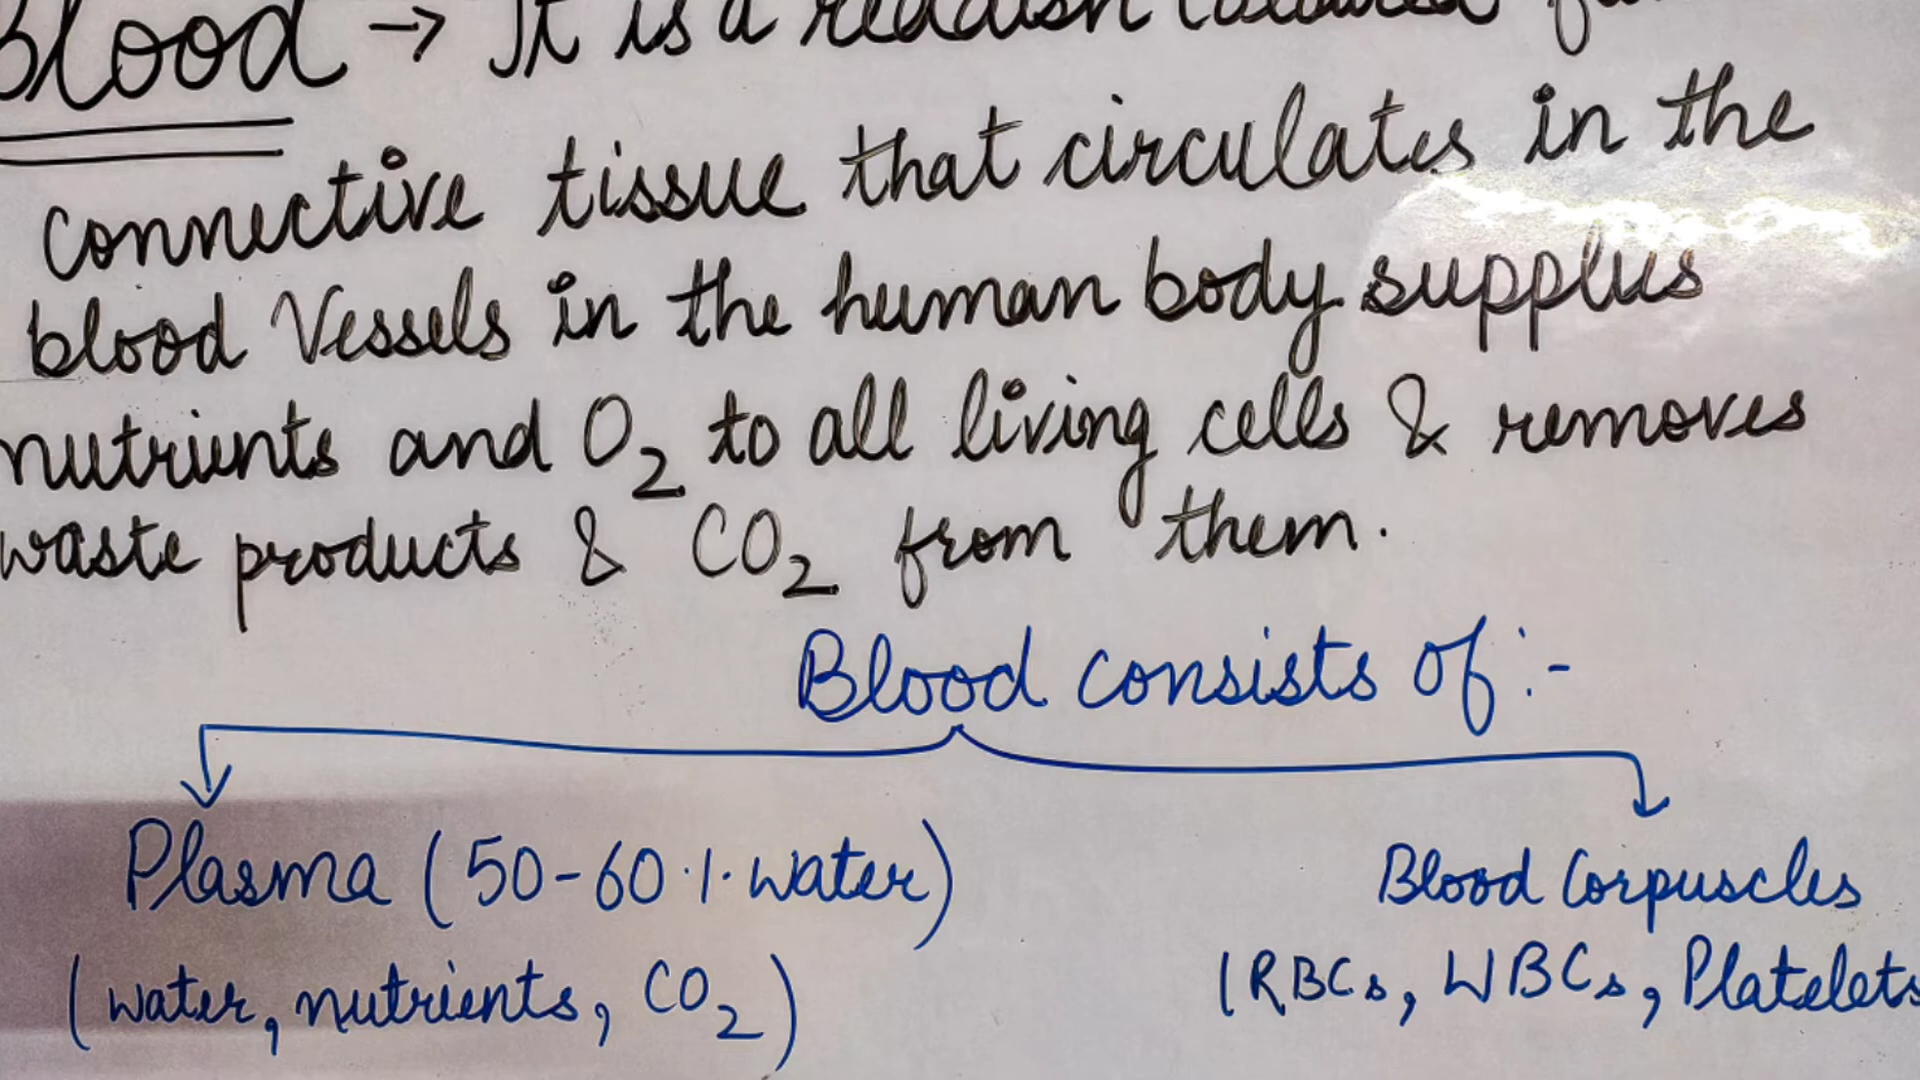 Blood → It is a reddish coloured
connective tissue that circulates in the
blood Vessels in the human body supplies
nutrients and O₂ to all living cells & removes
waste products & CO₂ from them.
Blood consists of :-
Plasma (50-60 % water)
Blood Corpuscles
(water, nutrients, CO₂)
(RBCs, WBCs, Platelets